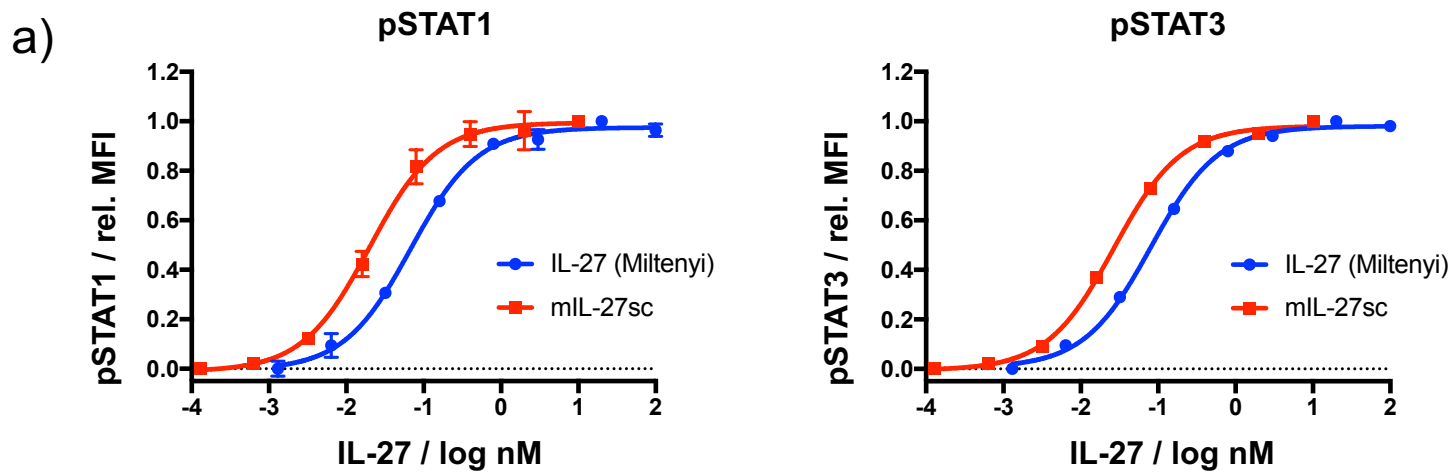 a)
pSTAT1
pSTAT1 / rel. MFI
1.2
1.0
0.8
0.6
0.4
0.2
0.0
-4 -3 -2 -1 0 1 2
IL-27 / log nM
IL-27 (Miltenyi)
mIL-27sc
pSTAT3
pSTAT3 / rel. MFI
1.2
1.0
0.8
0.6
0.4
0.2
0.0
-4 -3 -2 -1 0 1 2
IL-27 / log nM
IL-27 (Miltenyi)
mIL-27sc